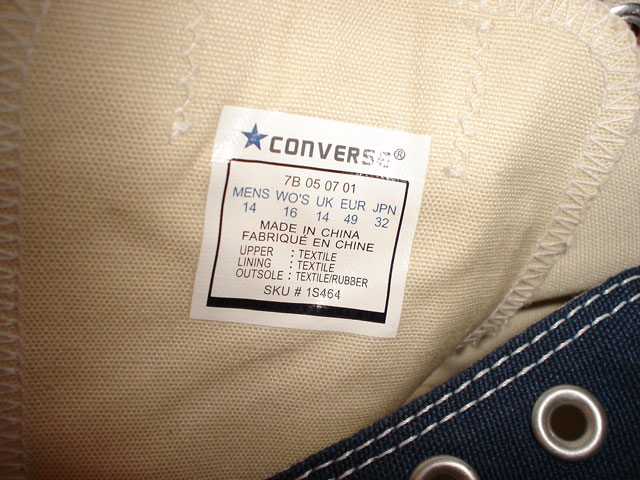 CONVERSE®
7B 05 07 01
MENS WO'S UK EUR JPN
14 16 14 49 32
MADE IN CHINA
FABRIQUÉ EN CHINE
UPPER : TEXTILE
LINING : TEXTILE
OUTSOLE : TEXTILE/RUBBER
SKU # 1S464